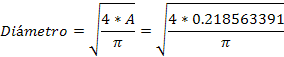 Diámetro = √(4 * A / π) = √(4 * 0.218563391 / π)